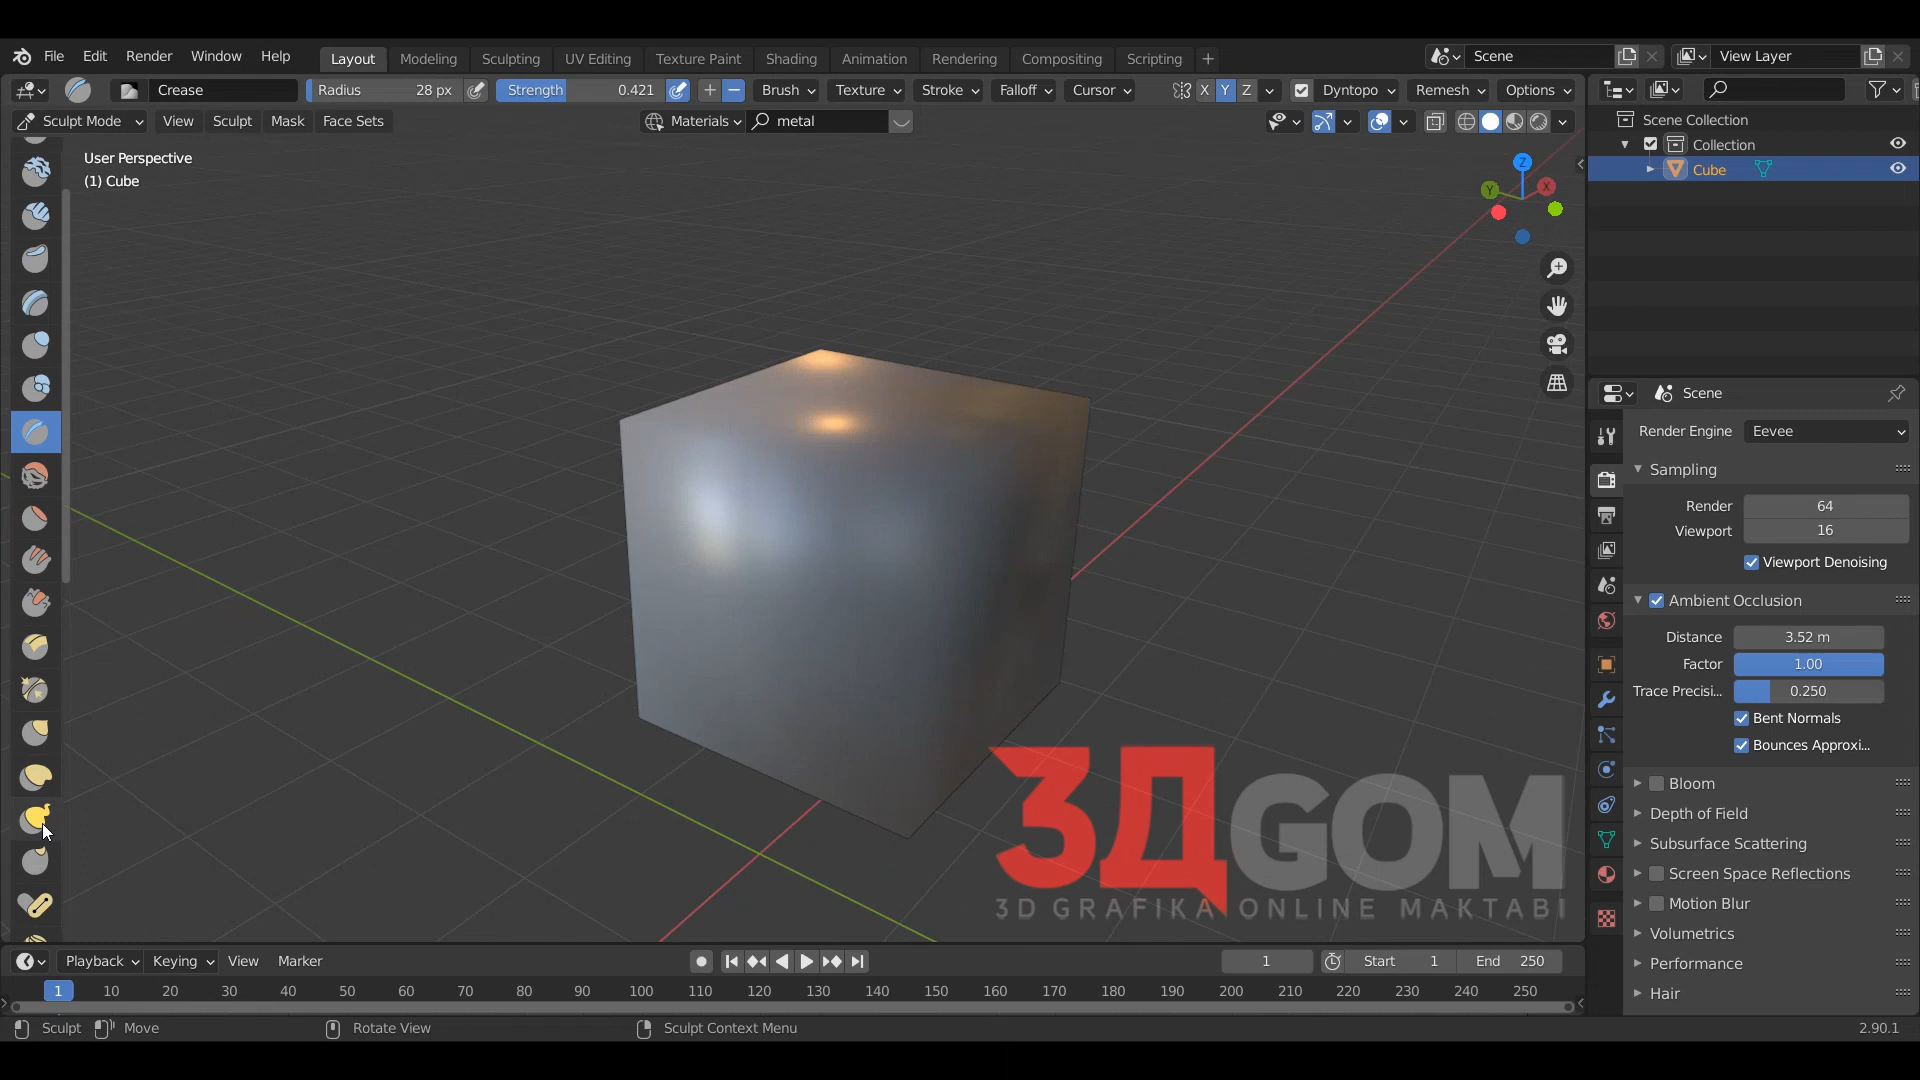 File Edit Render Window Help Layout Modeling Sculpting UV Editing Texture Paint Shading Animation Rendering Compositing Scripting + Scene View Layer
Crease Radius 28 px Strength 0.421 Brush Texture Stroke Falloff Cursor X Y Z Dyntopo Remesh Options
Sculpt Mode View Sculpt Mask Face Sets Materials metal
Scene Collection
Collection
Cube
User Perspective
(1) Cube
Z
Y
X
Scene
Render Engine Eevee
Sampling
Render 64
Viewport 16
Viewport Denoising
Ambient Occlusion
Distance 3.52 m
Factor 1.00
Trace Precisi... 0.250
Bent Normals
Bounces Approxi...
Bloom
Depth of Field
Subsurface Scattering
Screen Space Reflections
Motion Blur
Volumetrics
Performance
Hair
3ДGOM
3D GRAFIKA ONLINE MAKTABI
Playback Keying View Marker 1 Start 1 End 250
1 10 20 30 40 50 60 70 80 90 100 110 120 130 140 150 160 170 180 190 200 210 220 230 240 250
Sculpt Move Rotate View Sculpt Context Menu 2.90.1